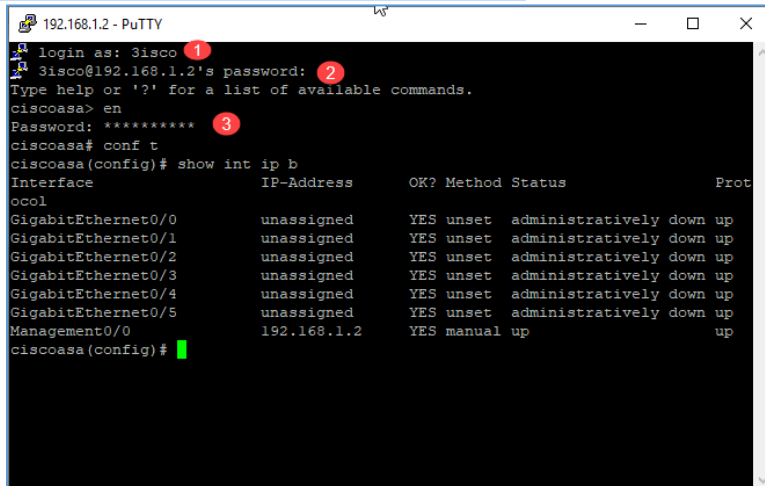 192.168.1.2 - PuTTY
login as: 3isco 1
3isco@192.168.1.2's password: 2
Type help or '?' for a list of available commands.
ciscoasa> en
Password: ********** 3
ciscoasa# conf t
ciscoasa(config)# show int ip b
Interface IP-Address OK? Method Status Prot
ocol
GigabitEthernet0/0 unassigned YES unset administratively down up
GigabitEthernet0/1 unassigned YES unset administratively down up
GigabitEthernet0/2 unassigned YES unset administratively down up
GigabitEthernet0/3 unassigned YES unset administratively down up
GigabitEthernet0/4 unassigned YES unset administratively down up
GigabitEthernet0/5 unassigned YES unset administratively down up
Management0/0 192.168.1.2 YES manual up up
ciscoasa(config)#